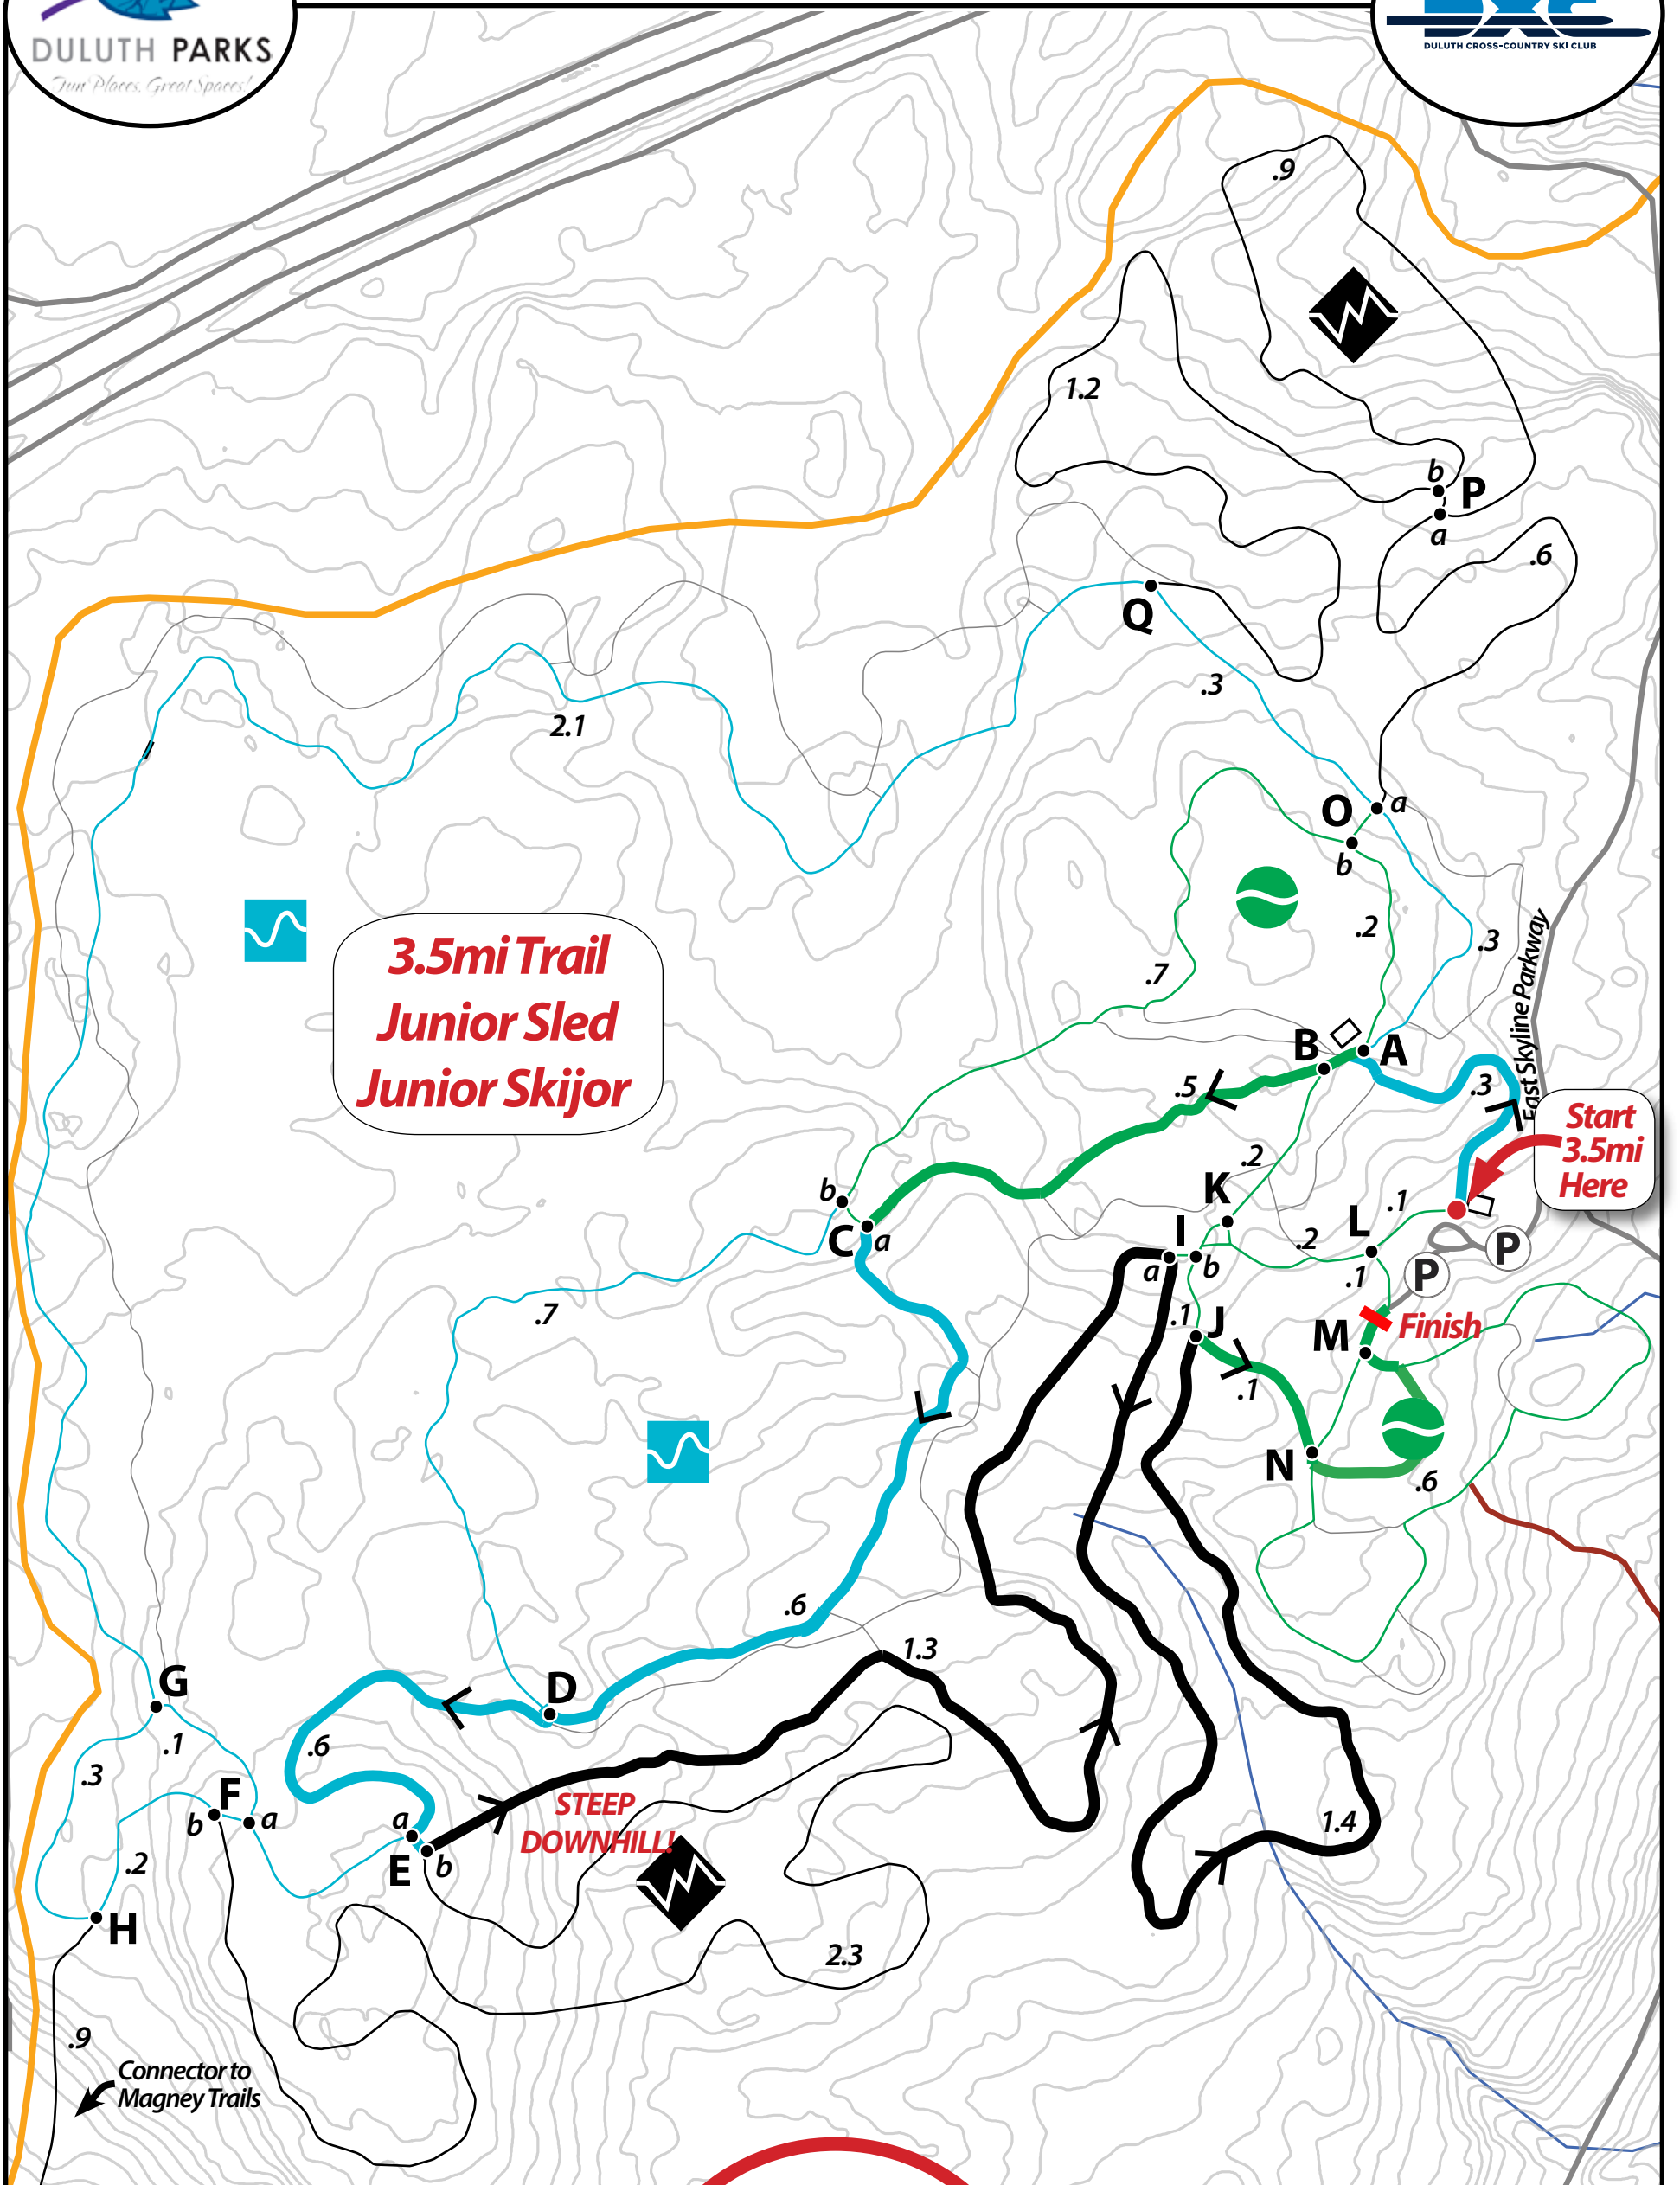 DULUTH PARKS
Fun Places, Great Spaces!
DXC
DULUTH CROSS-COUNTRY SKI CLUB
.9
1.2
b
P
a
.6
Q
.3
2.1
O
a
b
.2
.3
.7
East Skyline Parkway
3.5mi Trail
Junior Sled
Junior Skijor
B
A
.5
.3
Start
3.5mi
Here
.2
K
b
C
a
I
.2
L
.1
a
b
P
P
.1
.7
.1
J
M
Finish
.1
N
.6
.6
1.3
D
G
.1
.6
.3
F
b
a
a
STEEP
DOWNHILL!
E
b
.2
1.4
H
2.3
.9
Connector to
Magney Trails